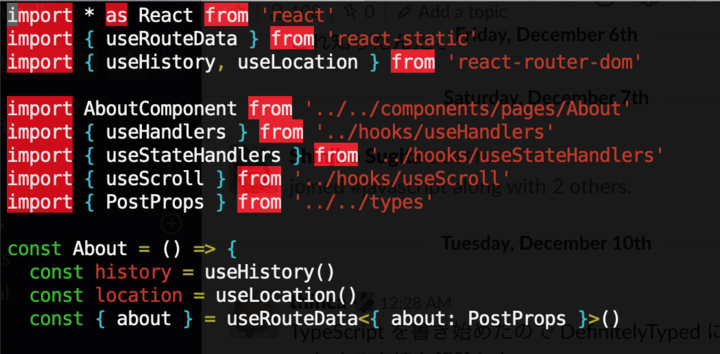 import * as React from 'react'
0
Add a topic
import { useRouteData } from 'react-static'
Friday, December 6th
import { useHistory, useLocation } from 'react-router-dom'
Saturday, December 7th
import AboutComponent from '../../components/pages/About'
import { useHandlers } from '../hooks/useHandlers'
import { useStateHandlers } from '../hooks/useStateHandlers'
import { useScroll } from '../hooks/useScroll'
joined #javascript along with 2 others.
import { PostProps } from '../../types'
const About = () => {
Tuesday, December 10th
const history = useHistory()
const location = useLocation()
12:28 AM
const { about } = useRouteData<{ about: PostProps }>()
TypeScript を書き始めたので DefinitelyTyped に